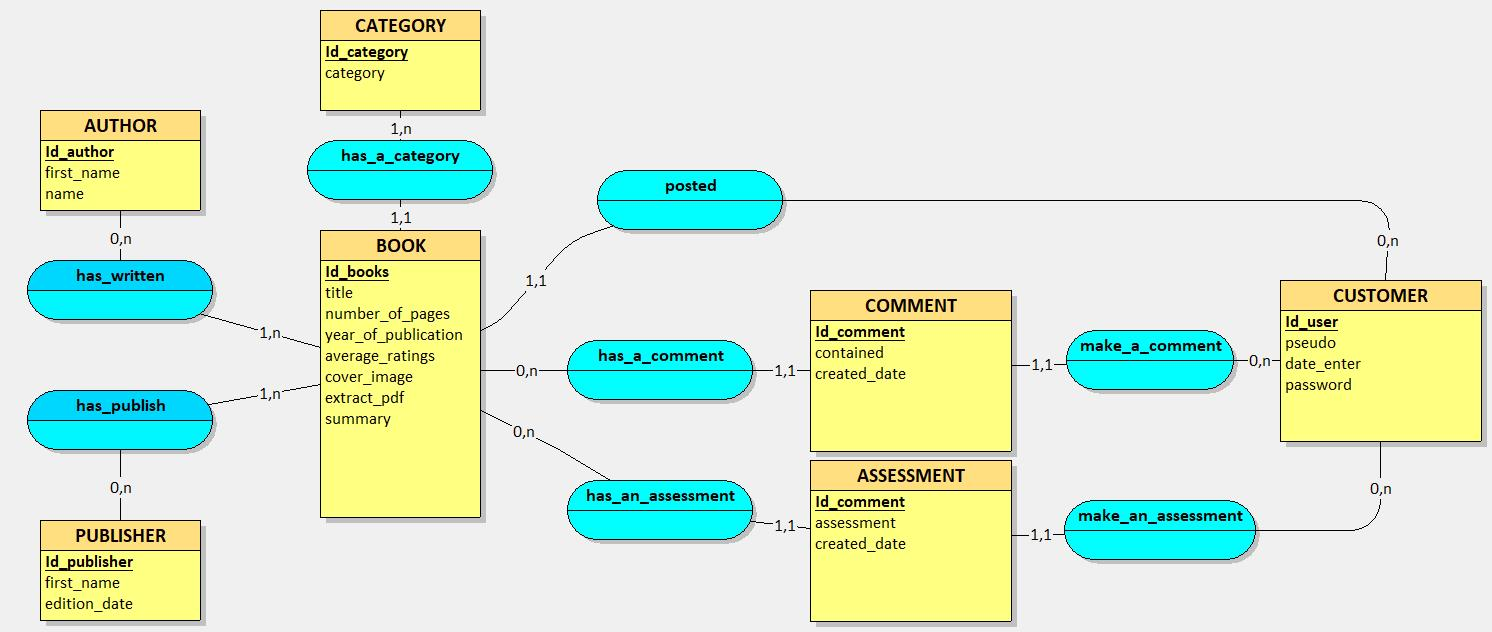 CATEGORY
Id_category
category
1,n
has_a_category
1,1
AUTHOR
Id_author
first_name
name
0,n
has_written
1,n
has_publish
1,n
0,n
PUBLISHER
Id_publisher
first_name
edition_date
BOOK
Id_books
title
number_of_pages
year_of_publication
average_ratings
cover_image
extract_pdf
summary
posted
1,1
0,n
has_a_comment
0,n
1,1
COMMENT
Id_comment
contained
created_date
1,1
make_a_comment
0,n
CUSTOMER
Id_user
pseudo
date_enter
password
0,n
has_an_assessment
0,n
1,1
ASSESSMENT
Id_comment
assessment
created_date
1,1
make_an_assessment
0,n